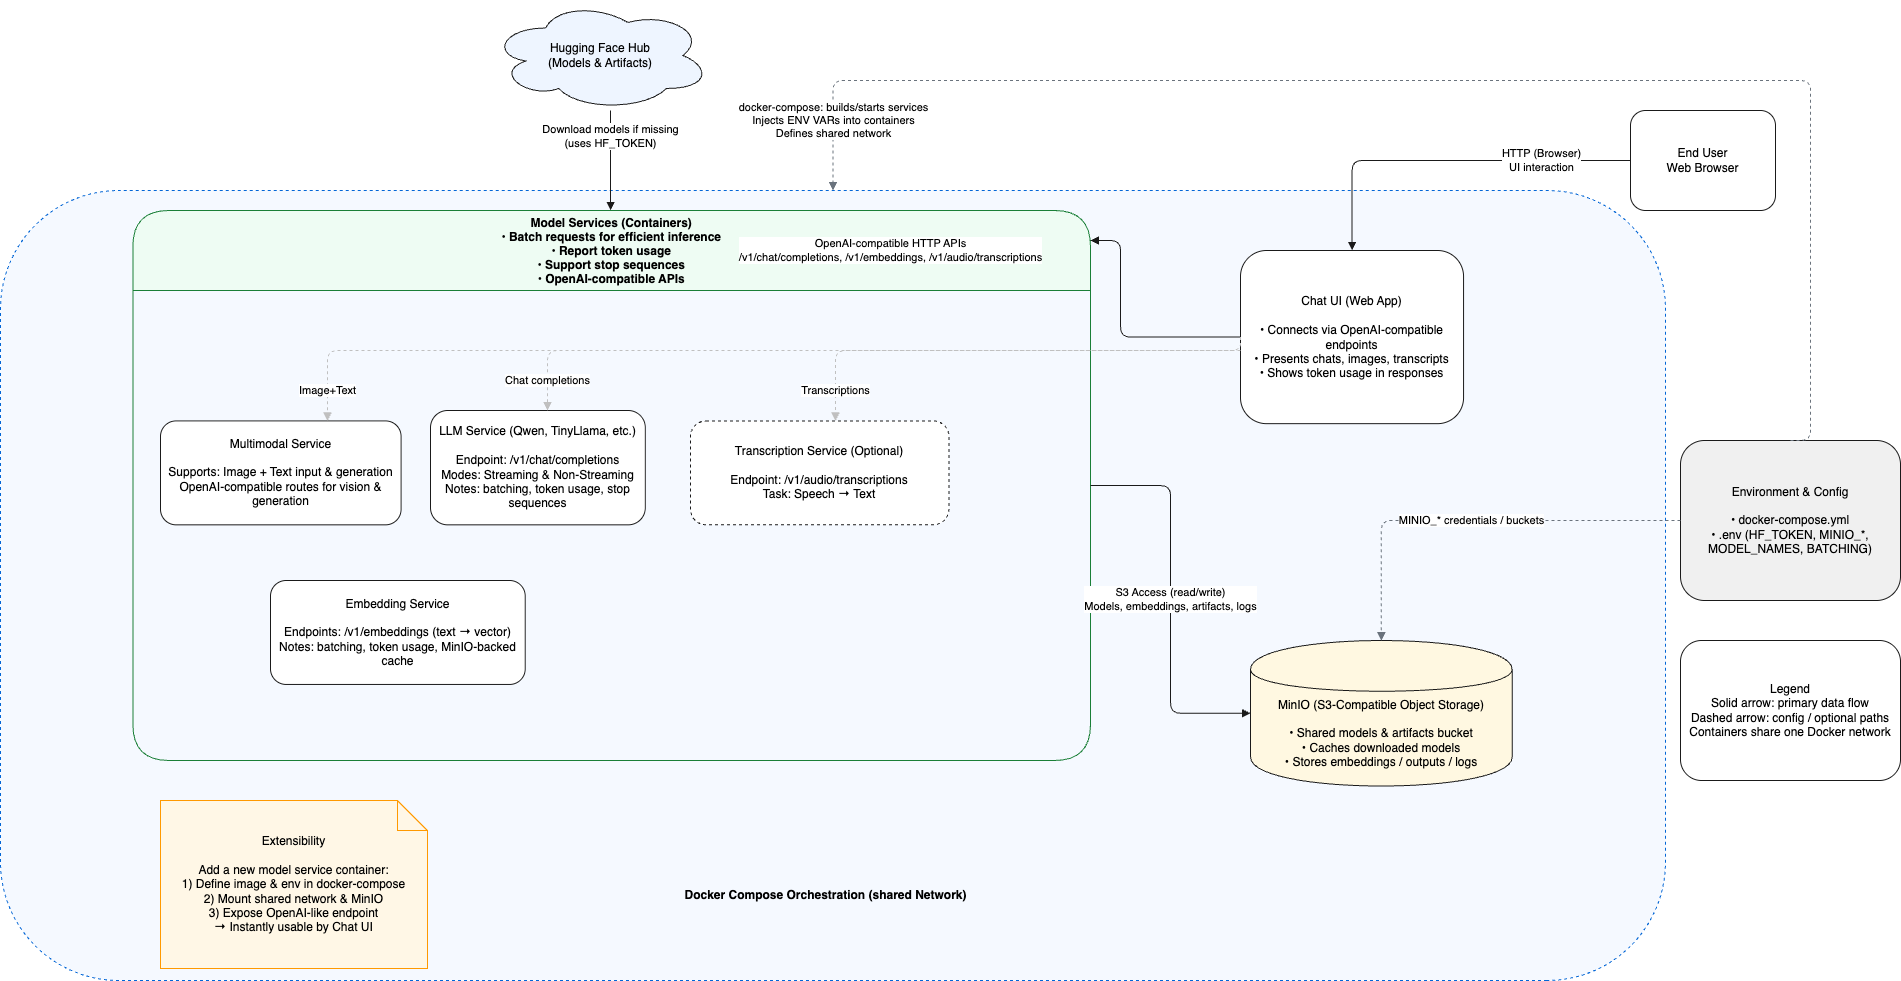 Hugging Face Hub
(Models & Artifacts)
Download models if missing
(uses HF_TOKEN)
docker-compose: builds/starts services
Injects ENV VARs into containers
Defines shared network
HTTP (Browser)
UI interaction
End User
Web Browser
Model Services (Containers)
• Batch requests for efficient inference
• Report token usage
• Support stop sequences
• OpenAI-compatible APIs
OpenAI-compatible HTTP APIs
/v1/chat/completions, /v1/embeddings, /v1/audio/transcriptions
Chat UI (Web App)
• Connects via OpenAI-compatible
endpoints
• Presents chats, images, transcripts
• Shows token usage in responses
Image+Text
Chat completions
Transcriptions
Multimodal Service
Supports: Image + Text input & generation
OpenAI-compatible routes for vision &
generation
LLM Service (Qwen, TinyLlama, etc.)
Endpoint: /v1/chat/completions
Modes: Streaming & Non-Streaming
Notes: batching, token usage, stop
sequences
Transcription Service (Optional)
Endpoint: /v1/audio/transcriptions
Task: Speech → Text
Environment & Config
• docker-compose.yml
• .env (HF_TOKEN, MINIO_*,
MODEL_NAMES, BATCHING)
MINIO_* credentials / buckets
Embedding Service
Endpoints: /v1/embeddings (text → vector)
Notes: batching, token usage, MinIO-backed
cache
S3 Access (read/write)
Models, embeddings, artifacts, logs
MinIO (S3-Compatible Object Storage)
• Shared models & artifacts bucket
• Caches downloaded models
• Stores embeddings / outputs / logs
Legend
Solid arrow: primary data flow
Dashed arrow: config / optional paths
Containers share one Docker network
Extensibility
Add a new model service container:
1) Define image & env in docker-compose
2) Mount shared network & MinIO
3) Expose OpenAI-like endpoint
→ Instantly usable by Chat UI
Docker Compose Orchestration (shared Network)